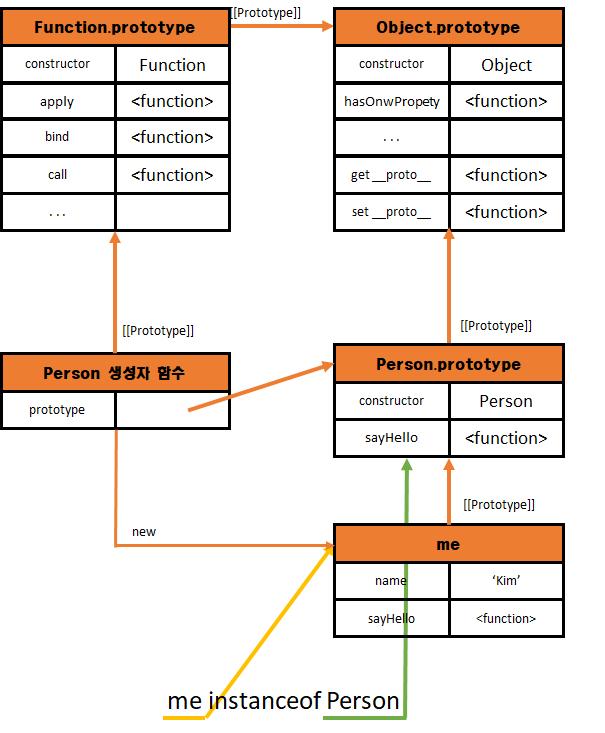 Function.prototype
[[Prototype]]
Object.prototype
constructor Function
constructor Object
apply <function>
hasOnwPropety <function>
bind <function>
...
call <function>
get __proto__ <function>
...
set __proto__ <function>
[[Prototype]]
[[Prototype]]
Person 생성자 함수
Person.prototype
prototype
constructor Person
sayHello <function>
[[Prototype]]
new
me
name ‘Kim’
sayHello <function>
me instanceof Person